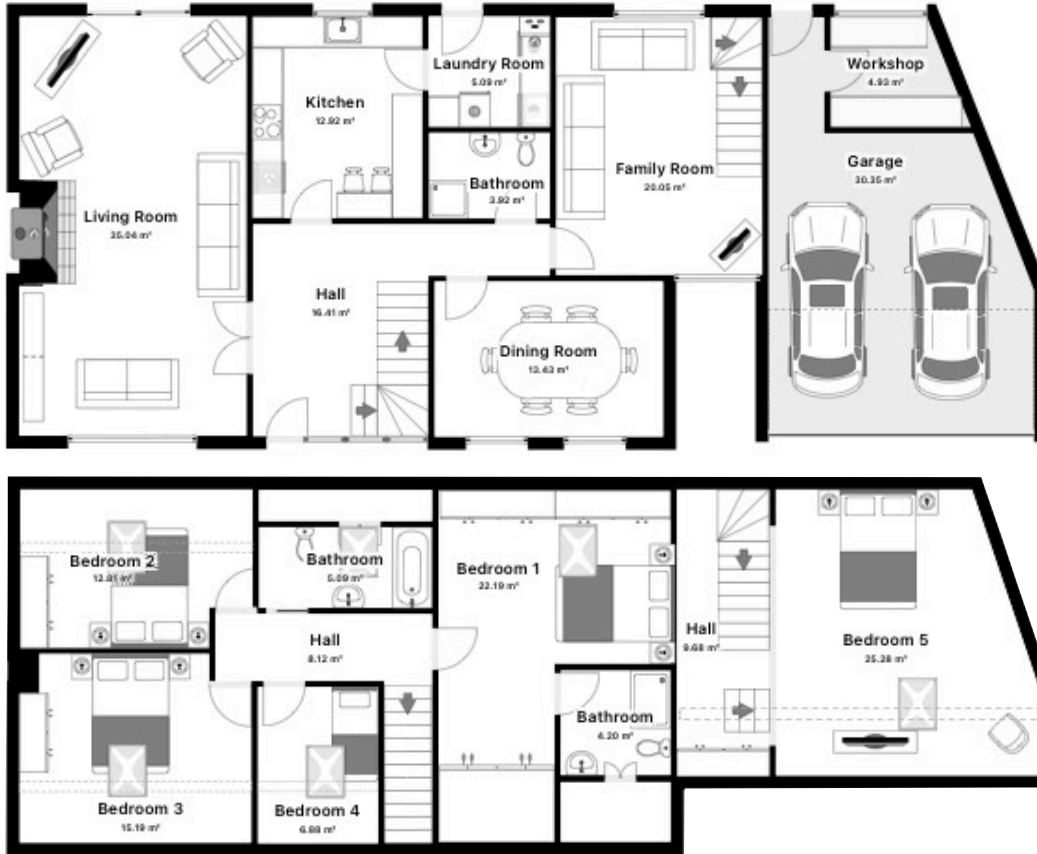 Living Room
35.04 m²
Kitchen
12.92 m²
Laundry Room
5.09 m²
Bathroom
3.92 m²
Family Room
20.05 m²
Workshop
4.93 m²
Garage
30.35 m²
Hall
16.41 m²
Dining Room
13.43 m²
Bedroom 2
12.81 m²
Bathroom
5.09 m²
Bedroom 1
22.19 m²
Hall
8.12 m²
Hall
9.68 m²
Bedroom 5
25.28 m²
Bathroom
4.20 m²
Bedroom 3
15.19 m²
Bedroom 4
6.88 m²